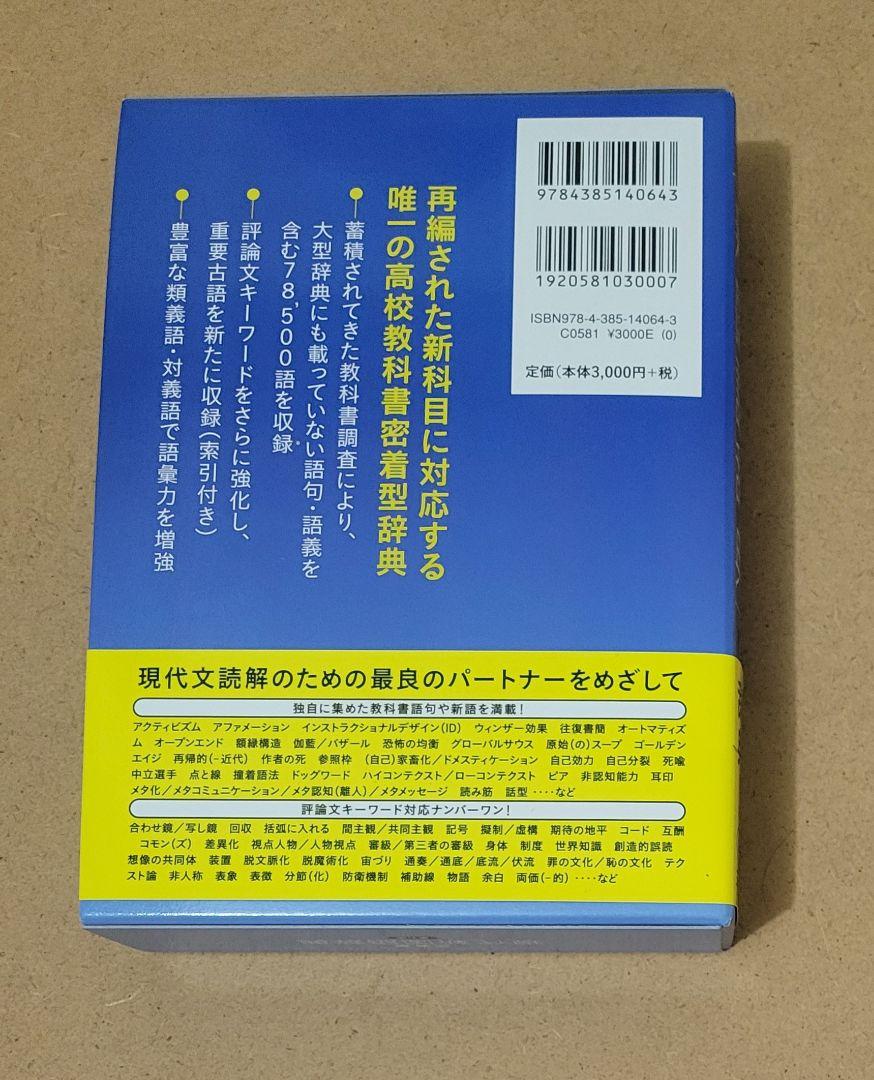 9784385140643
1920581030007
ISBN978-4-385-14064-3
C0581 ¥3000E (0)
定価(本体3,000円+税)
再編された新科目に対応する
唯一の高校教科書密着型辞典
●蓄積されてきた教科書調査により、
大型辞典にも載っていない語句・語義を
含む78,500語を収録。
●評論文キーワードをさらに強化し、
重要古語を新たに収録(索引付き)
●豊富な類義語・対義語で語彙力を増強
現代文読解のための最良のパートナーをめざして
独自に集めた教科書語句や新語を満載!
アクティビズム アファメーション インストラクショナルデザイン(ID) ウィンザー効果 往復書簡 オートマティズ
ム オープンエンド 額縁構造 伽藍/バザール 恐怖の均衡 グローバルサウス 原始(の)スープ ゴールデン
エイジ 再帰的(-近代) 作者の死 参照枠 (自己)家畜化/ドメスティケーション 自己効力 自己分裂 死喩
中立選手 点と線 撞着語法 ドッグワード ハイコンテクスト/ローコンテクスト ピア 非認知能力 耳印
メタ化/メタコミュニケーション/メタ認知(離人)/メタメッセージ 読み筋 話型 ‥‥など
評論文キーワード対応ナンバーワン!
合わせ鏡/写し鏡 回収 括弧に入れる 間主観/共同主観 記号 擬制/虚構 期待の地平 コード 互酬
コモン(ズ) 差異化 視点人物/人物視点 審級/第三者の審級 身体 制度 世界知識 創造的誤読
想像の共同体 装置 脱文脈化 脱魔術化 宙づり 通奏/通底/底流/伏流 罪の文化/恥の文化 テク
スト論 非人称 表象 表徴 分節(化) 防衛機制 補助線 物語 余白 両価(-的) ‥‥など